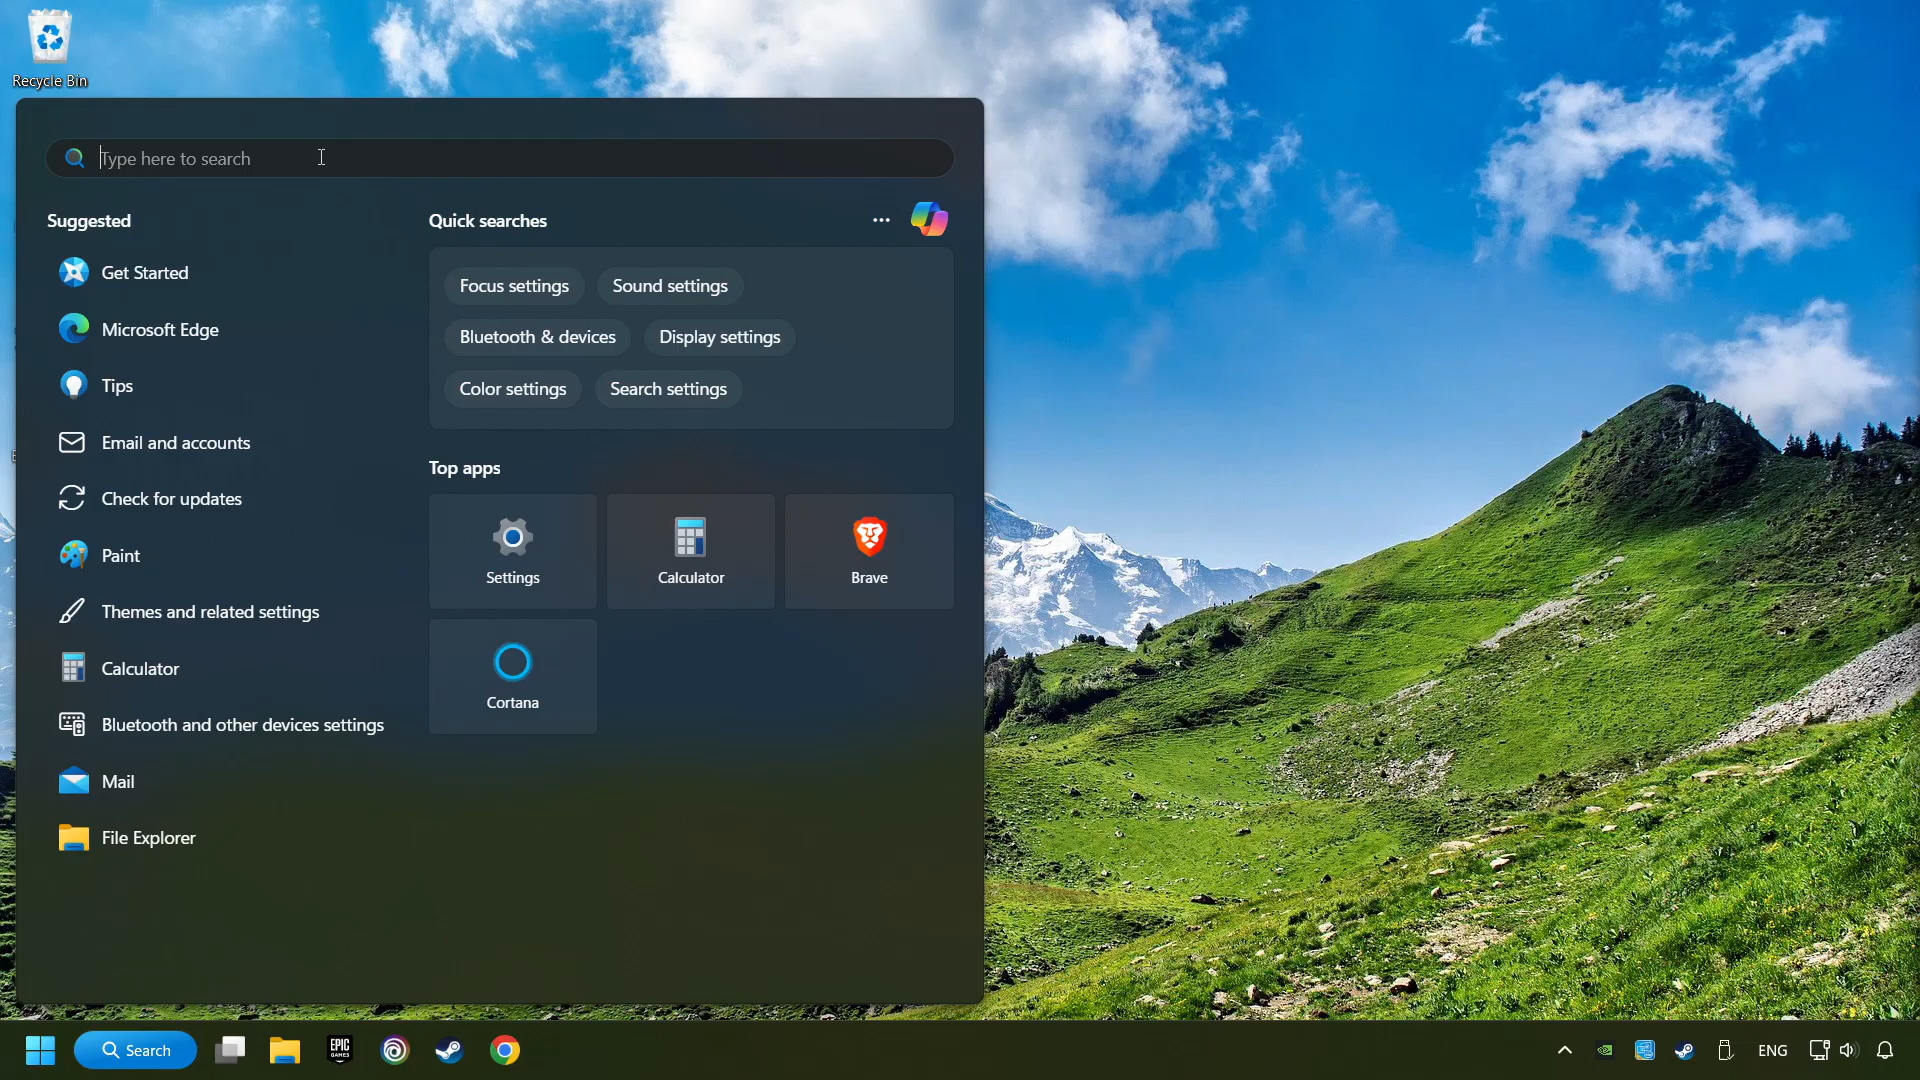 Recycle Bin
Type here to search
Suggested
Get Started
Microsoft Edge
Tips
Email and accounts
Check for updates
Paint
Themes and related settings
Calculator
Bluetooth and other devices settings
Mail
File Explorer
Quick searches
Focus settings
Sound settings
Bluetooth & devices
Display settings
Color settings
Search settings
Top apps
Settings
Calculator
Brave
Cortana
Search
EPIC
GAMES
ENG